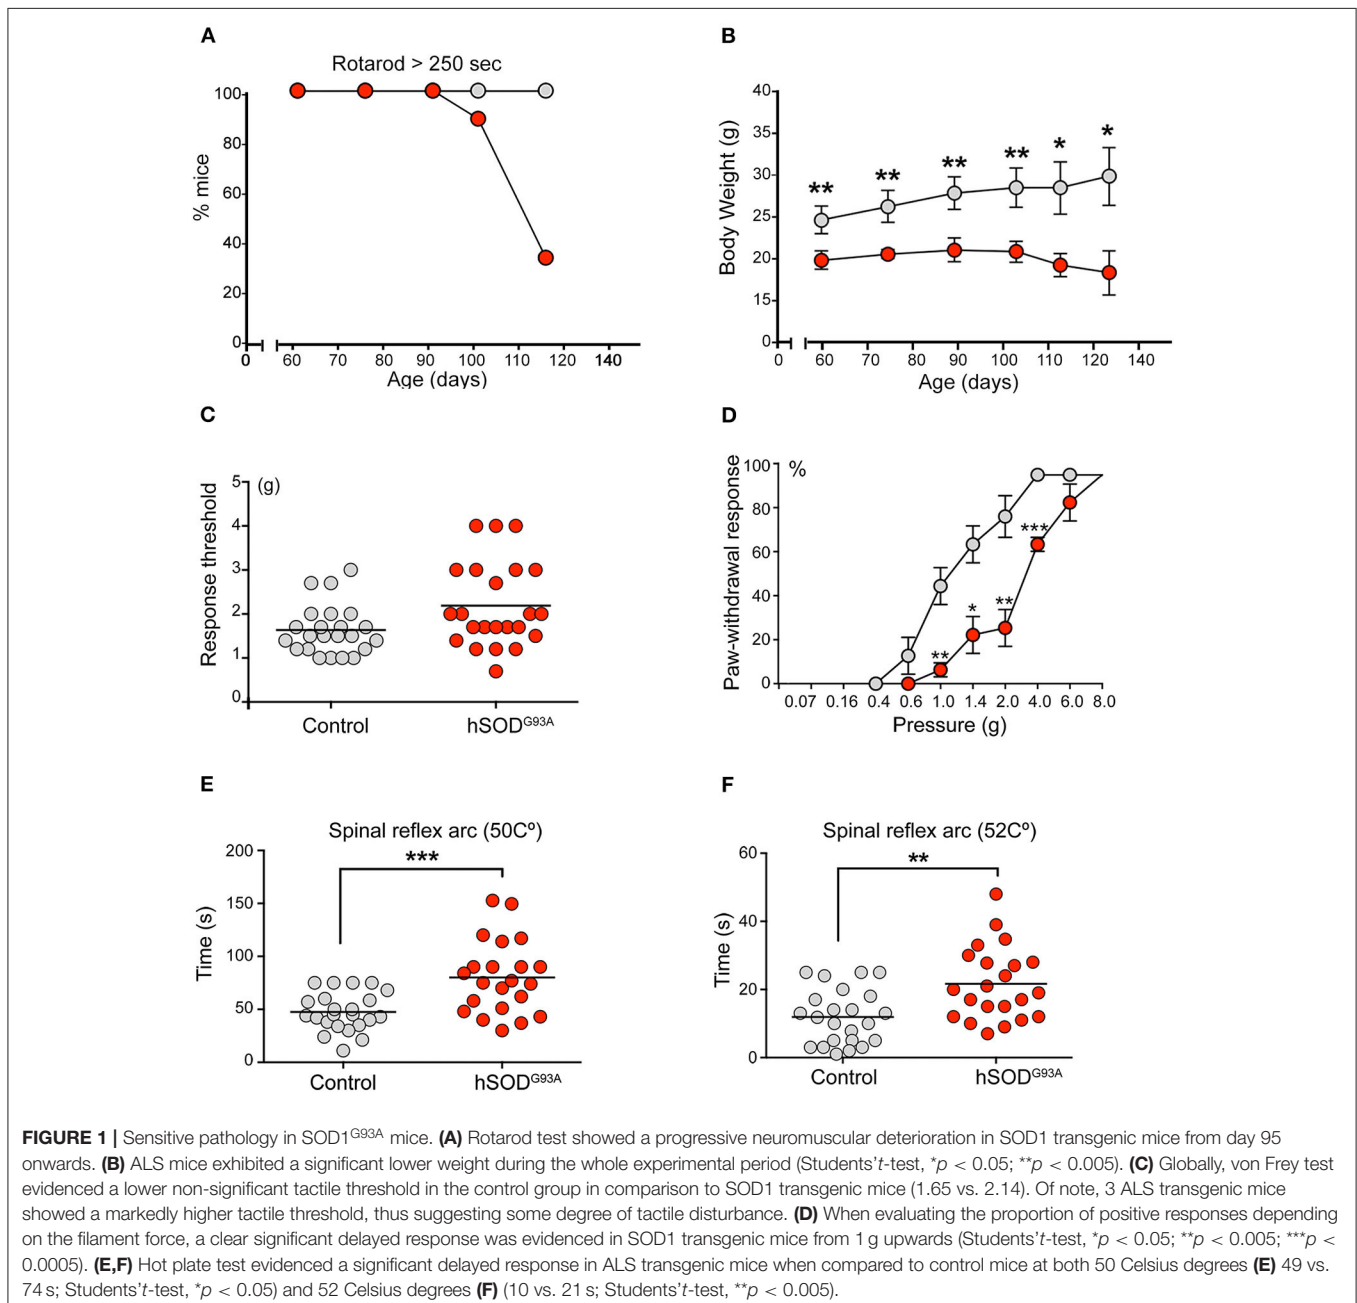 A
Rotarod > 250 sec
% mice
100
80
60
40
20
0
0 60 70 80 90 100 110 120 140
Age (days)
B
Body Weight (g)
40
35
30
25
20
15
0
** ** ** ** * *
0 60 70 80 90 110 120 130 140
Age (days)
C
(g)
Response threshold
5
4
3
2
1
0
Control hSOD^G93A
D
%
Paw-withdrawal response
100
80
60
40
20
0
** * ** ***
0.07 0.16 0.4 0.6 1.0 1.4 2.0 4.0 6.0 8.0
Pressure (g)
E
Spinal reflex arc (50Cº)
***
Time (s)
200
150
100
50
0
Control hSOD^G93A
F
Spinal reflex arc (52Cº)
**
Time (s)
60
40
20
0
Control hSOD^G93A
FIGURE 1 | Sensitive pathology in SOD1^G93A mice. (A) Rotarod test showed a progressive neuromuscular deterioration in SOD1 transgenic mice from day 95
onwards. (B) ALS mice exhibited a significant lower weight during the whole experimental period (Students't-test, *p < 0.05; **p < 0.005). (C) Globally, von Frey test
evidenced a lower non-significant tactile threshold in the control group in comparison to SOD1 transgenic mice (1.65 vs. 2.14). Of note, 3 ALS transgenic mice
showed a markedly higher tactile threshold, thus suggesting some degree of tactile disturbance. (D) When evaluating the proportion of positive responses depending
on the filament force, a clear significant delayed response was evidenced in SOD1 transgenic mice from 1 g upwards (Students't-test, *p < 0.05; **p < 0.005; ***p <
0.0005). (E,F) Hot plate test evidenced a significant delayed response in ALS transgenic mice when compared to control mice at both 50 Celsius degrees (E) 49 vs.
74 s; Students't-test, *p < 0.05) and 52 Celsius degrees (F) (10 vs. 21 s; Students't-test, **p < 0.005).